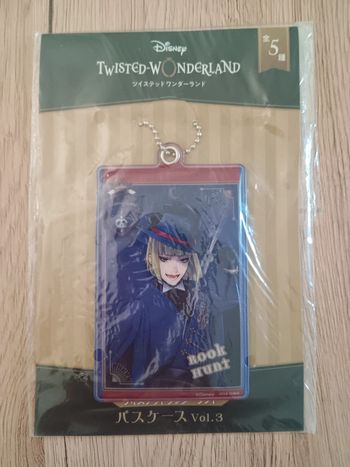 Disney
TWISTED-WONDERLAND
ツイステッドワンダーランド
全5種
ROOK
HUNT
©Disney
パスケース Vol.3